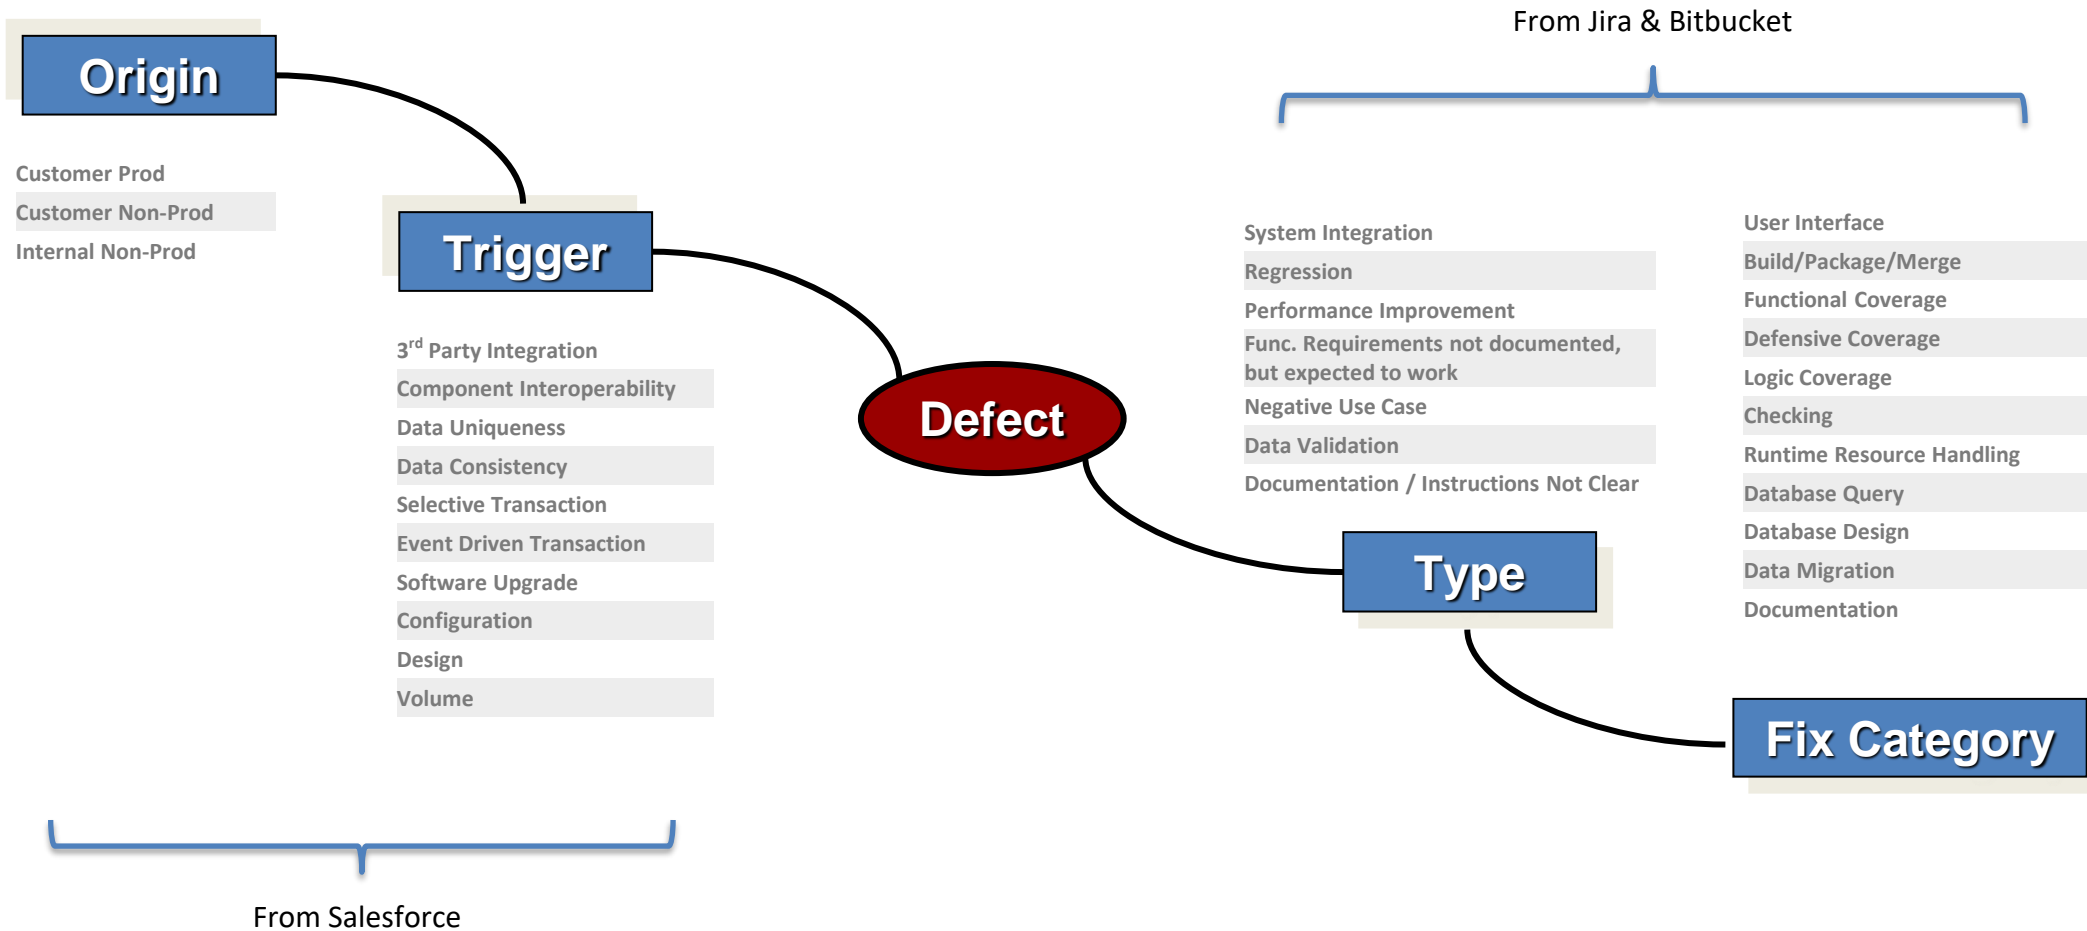 From Jira & Bitbucket
Origin
Customer Prod
Customer Non-Prod
Internal Non-Prod
Trigger
3rd Party Integration
Component Interoperability
Data Uniqueness
Data Consistency
Selective Transaction
Event Driven Transaction
Software Upgrade
Configuration
Design
Volume
From Salesforce
Defect
System Integration
Regression
Performance Improvement
Func. Requirements not documented,
but expected to work
Negative Use Case
Data Validation
Documentation / Instructions Not Clear
Type
User Interface
Build/Package/Merge
Functional Coverage
Defensive Coverage
Logic Coverage
Checking
Runtime Resource Handling
Database Query
Database Design
Data Migration
Documentation
Fix Category